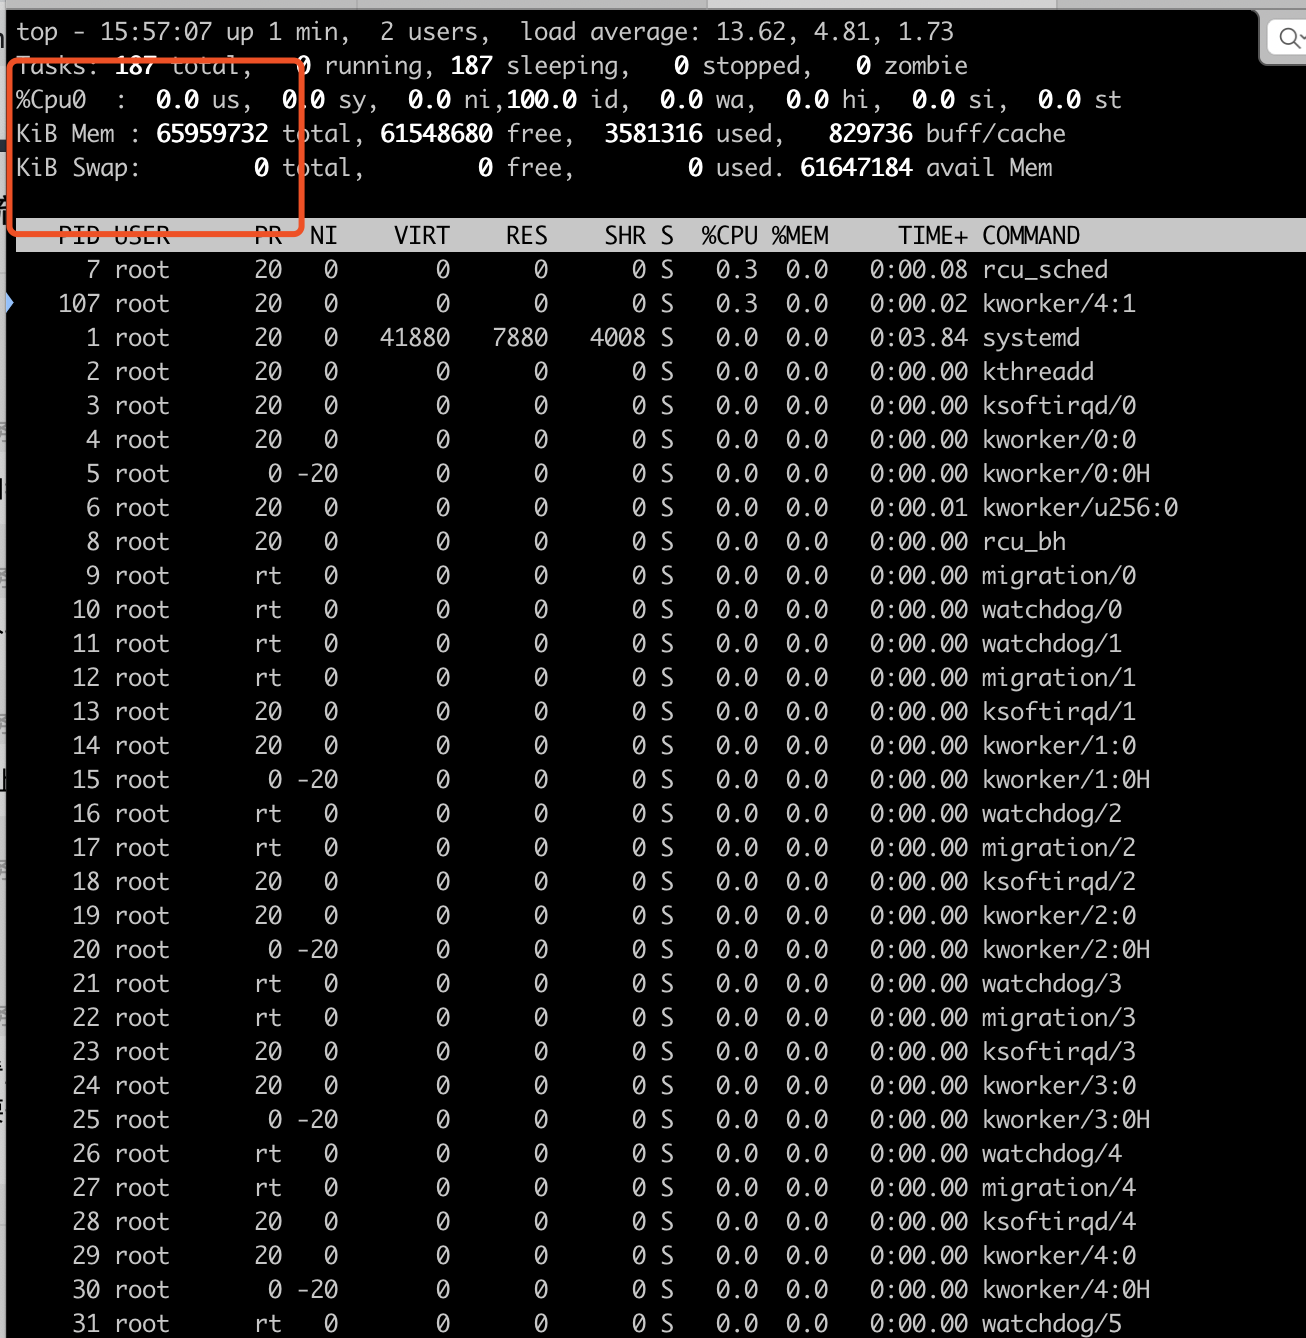 top - 15:57:07 up 1 min,  2 users,  load average: 13.62, 4.81, 1.73
Tasks: 187 total,   0 running, 187 sleeping,   0 stopped,   0 zombie
%Cpu0  :  0.0 us,  0.0 sy,  0.0 ni,100.0 id,  0.0 wa,  0.0 hi,  0.0 si,  0.0 st
KiB Mem : 65959732 total, 61548680 free,  3581316 used,   829736 buff/cache
KiB Swap:        0 total,        0 free,        0 used. 61647184 avail Mem
PID USER      PR  NI    VIRT    RES    SHR S  %CPU %MEM     TIME+ COMMAND
7 root      20   0       0      0      0 S   0.3  0.0   0:00.08 rcu_sched
107 root      20   0       0      0      0 S   0.3  0.0   0:00.02 kworker/4:1
1 root      20   0   41880   7880   4008 S   0.0  0.0   0:03.84 systemd
2 root      20   0       0      0      0 S   0.0  0.0   0:00.00 kthreadd
3 root      20   0       0      0      0 S   0.0  0.0   0:00.00 ksoftirqd/0
4 root      20   0       0      0      0 S   0.0  0.0   0:00.00 kworker/0:0
5 root       0 -20       0      0      0 S   0.0  0.0   0:00.00 kworker/0:0H
6 root      20   0       0      0      0 S   0.0  0.0   0:00.01 kworker/u256:0
8 root      20   0       0      0      0 S   0.0  0.0   0:00.00 rcu_bh
9 root      rt   0       0      0      0 S   0.0  0.0   0:00.00 migration/0
10 root      rt   0       0      0      0 S   0.0  0.0   0:00.00 watchdog/0
11 root      rt   0       0      0      0 S   0.0  0.0   0:00.00 watchdog/1
12 root      rt   0       0      0      0 S   0.0  0.0   0:00.00 migration/1
13 root      20   0       0      0      0 S   0.0  0.0   0:00.00 ksoftirqd/1
14 root      20   0       0      0      0 S   0.0  0.0   0:00.00 kworker/1:0
15 root       0 -20       0      0      0 S   0.0  0.0   0:00.00 kworker/1:0H
16 root      rt   0       0      0      0 S   0.0  0.0   0:00.00 watchdog/2
17 root      rt   0       0      0      0 S   0.0  0.0   0:00.00 migration/2
18 root      20   0       0      0      0 S   0.0  0.0   0:00.00 ksoftirqd/2
19 root      20   0       0      0      0 S   0.0  0.0   0:00.00 kworker/2:0
20 root       0 -20       0      0      0 S   0.0  0.0   0:00.00 kworker/2:0H
21 root      rt   0       0      0      0 S   0.0  0.0   0:00.00 watchdog/3
22 root      rt   0       0      0      0 S   0.0  0.0   0:00.00 migration/3
23 root      20   0       0      0      0 S   0.0  0.0   0:00.00 ksoftirqd/3
24 root      20   0       0      0      0 S   0.0  0.0   0:00.00 kworker/3:0
25 root       0 -20       0      0      0 S   0.0  0.0   0:00.00 kworker/3:0H
26 root      rt   0       0      0      0 S   0.0  0.0   0:00.00 watchdog/4
27 root      rt   0       0      0      0 S   0.0  0.0   0:00.00 migration/4
28 root      20   0       0      0      0 S   0.0  0.0   0:00.00 ksoftirqd/4
29 root      20   0       0      0      0 S   0.0  0.0   0:00.00 kworker/4:0
30 root       0 -20       0      0      0 S   0.0  0.0   0:00.00 kworker/4:0H
31 root      rt   0       0      0      0 S   0.0  0.0   0:00.00 watchdog/5